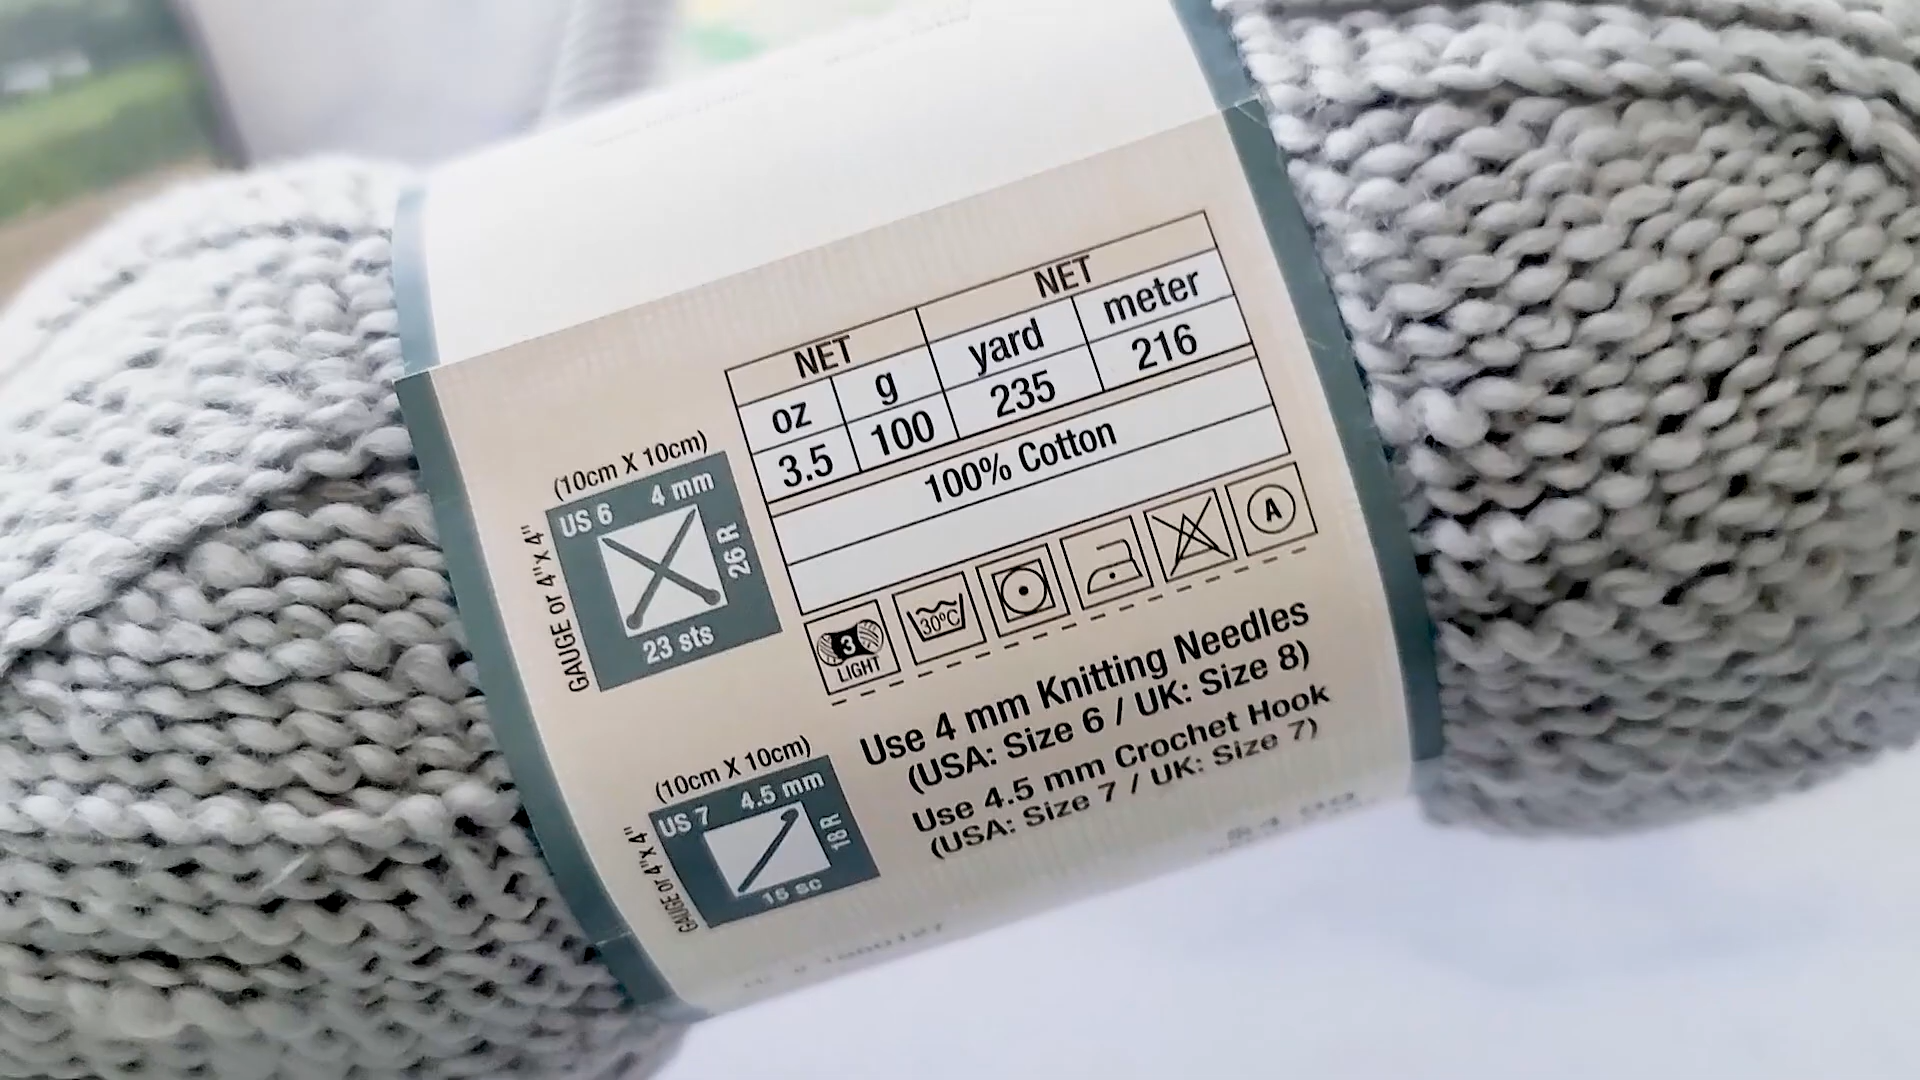 NET NET
oz g yard meter
3.5 100 235 216
100% Cotton
(10cm X 10cm)
US 6 4 mm
GAUGE or 4"x 4"
26 R
23 sts
3
LIGHT
30°C
A
Use 4 mm Knitting Needles
(USA: Size 6 / UK: Size 8)
Use 4.5 mm Crochet Hook
(USA: Size 7 / UK: Size 7)
(10cm X 10cm)
US 7 4.5 mm
GAUGE or 4"x 4"
18R
15 sc